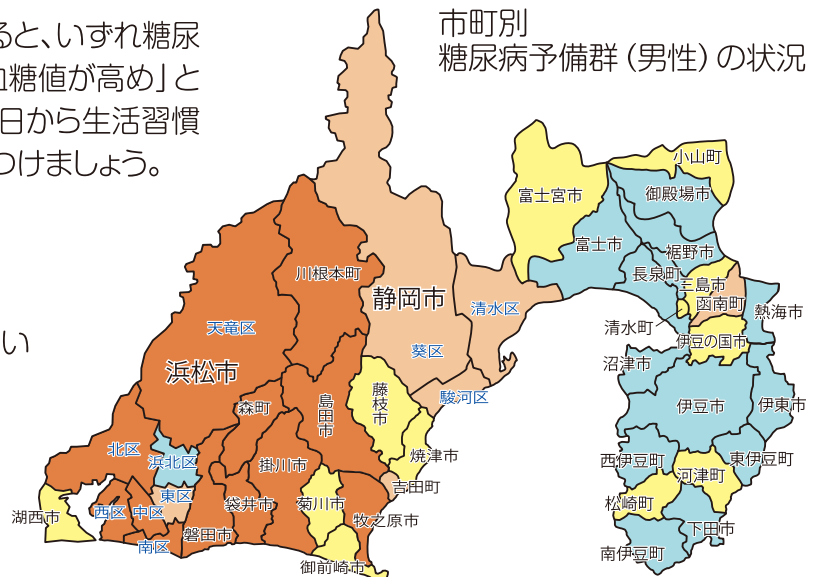 ると、いずれ糖尿
血糖値が高め」と
日から生活習慣
つけましょう。
い
市町別
糖尿病予備群（男性）の状況
小山町
富士宮市
御殿場市
富士市
裾野市
長泉町
三島市
函南町
熱海市
清水町
伊豆の国市
沼津市
伊豆市
伊東市
西伊豆町
東伊豆町
河津町
松崎町
下田市
南伊豆町
川根本町
静岡市
清水区
葵区
駿河区
天竜区
浜松市
森町
島田市
藤枝市
焼津市
吉田町
北区
浜北区
掛川市
東区
西区
中区
南区
湖西市
磐田市
袋井市
菊川市
牧之原市
御前崎市